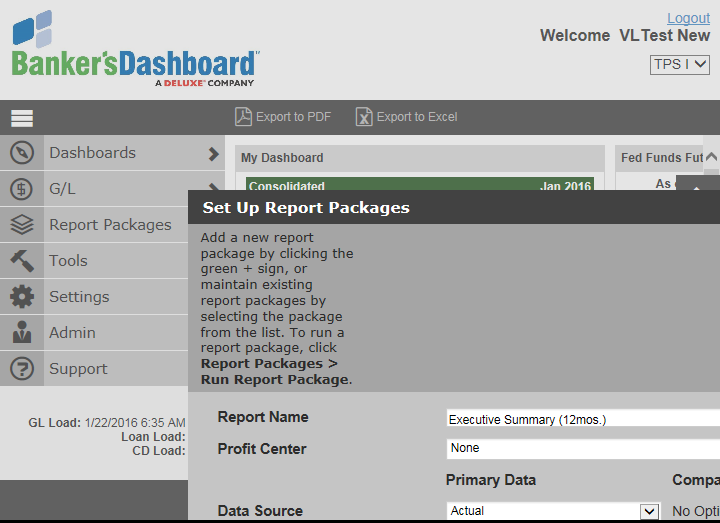 Logout
Welcome VLTest New
Banker'sDashboard™
A DELUXE® COMPANY
TPS I
Export to PDF
Export to Excel
Dashboards
G/L
Report Packages
Tools
Settings
Admin
Support
GL Load: 1/22/2016 6:35 AM
Loan Load:
CD Load:
My Dashboard
Fed Funds Fut
Consolidated Jan 2016
As
Set Up Report Packages
Add a new report
package by clicking the
green + sign, or
maintain existing
report packages by
selecting the package
from the list. To run a
report package, click
Report Packages >
Run Report Package.
Report Name
Executive Summary (12mos.)
Profit Center
None
Primary Data
Compa
Data Source
Actual
No Opti